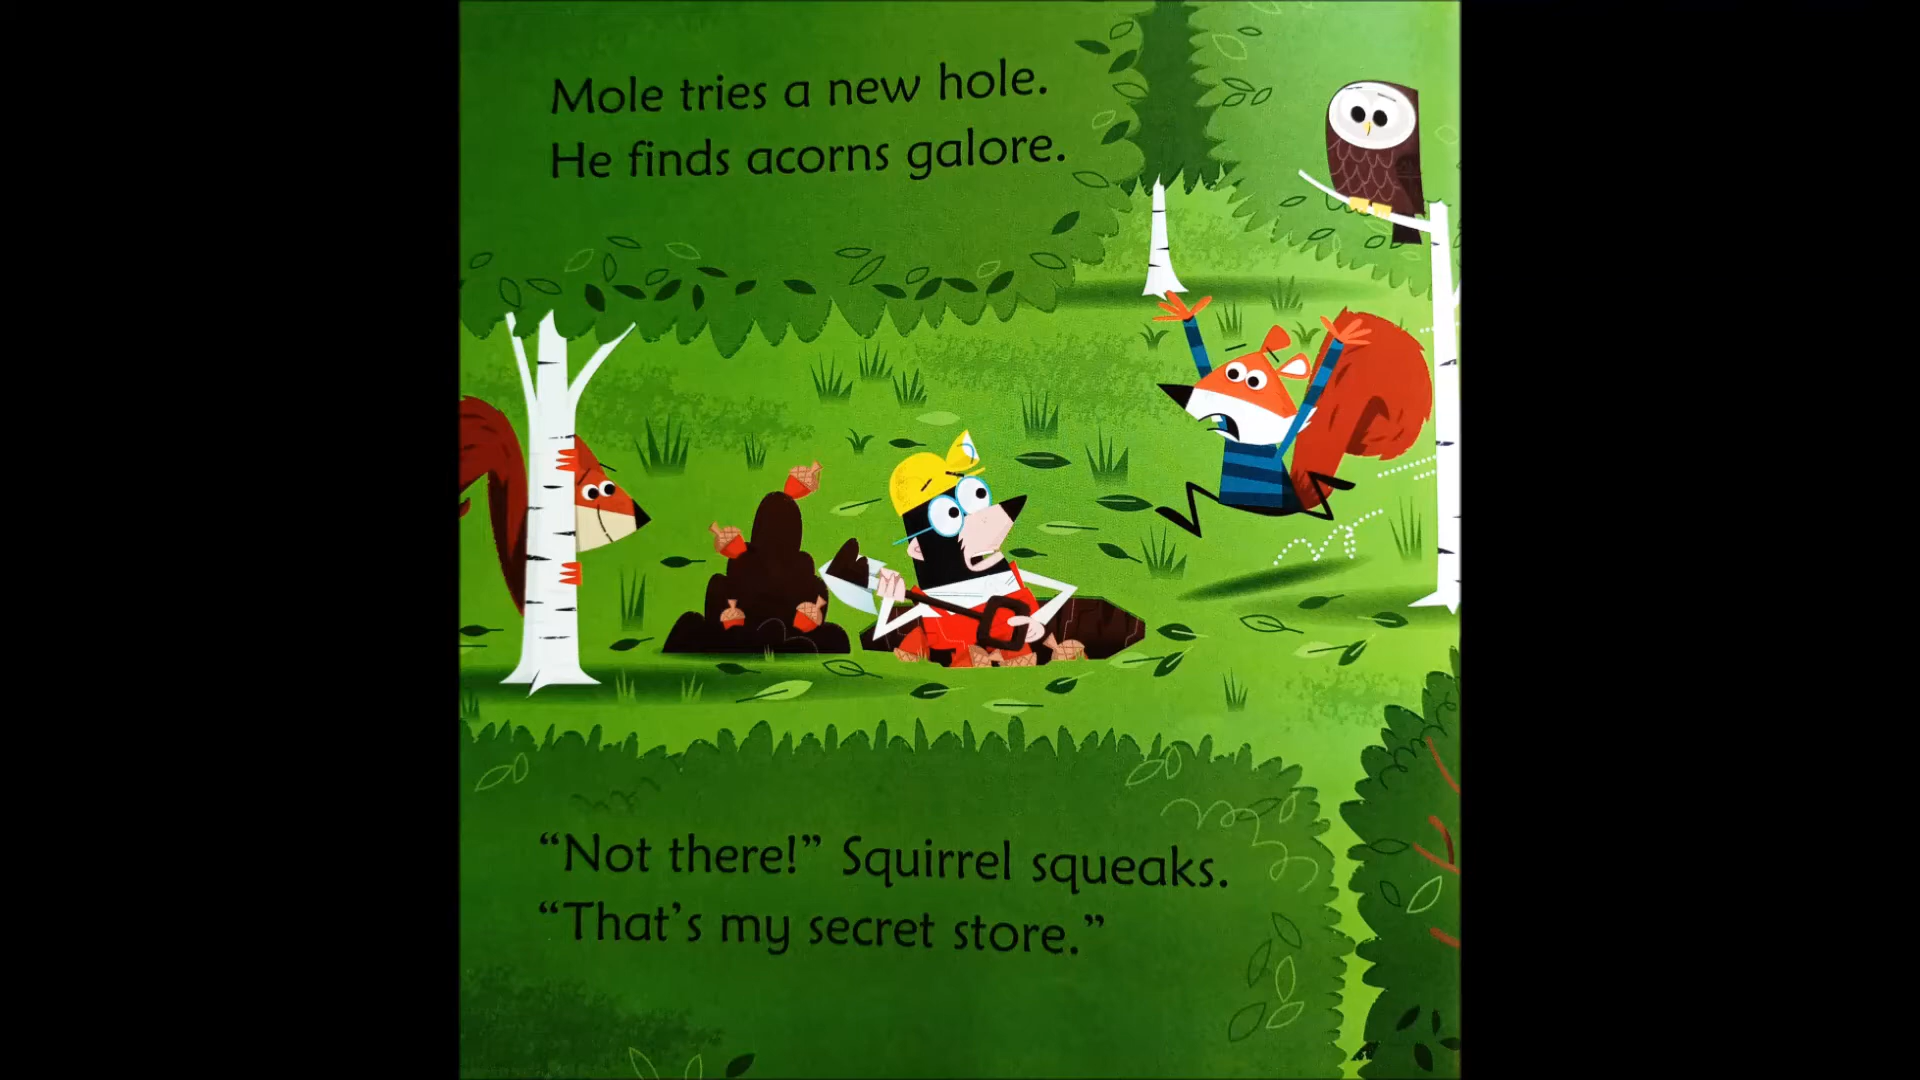 Mole tries a new hole.
He finds acorns galore.
“Not there!” Squirrel squeaks.
“That’s my secret store.”